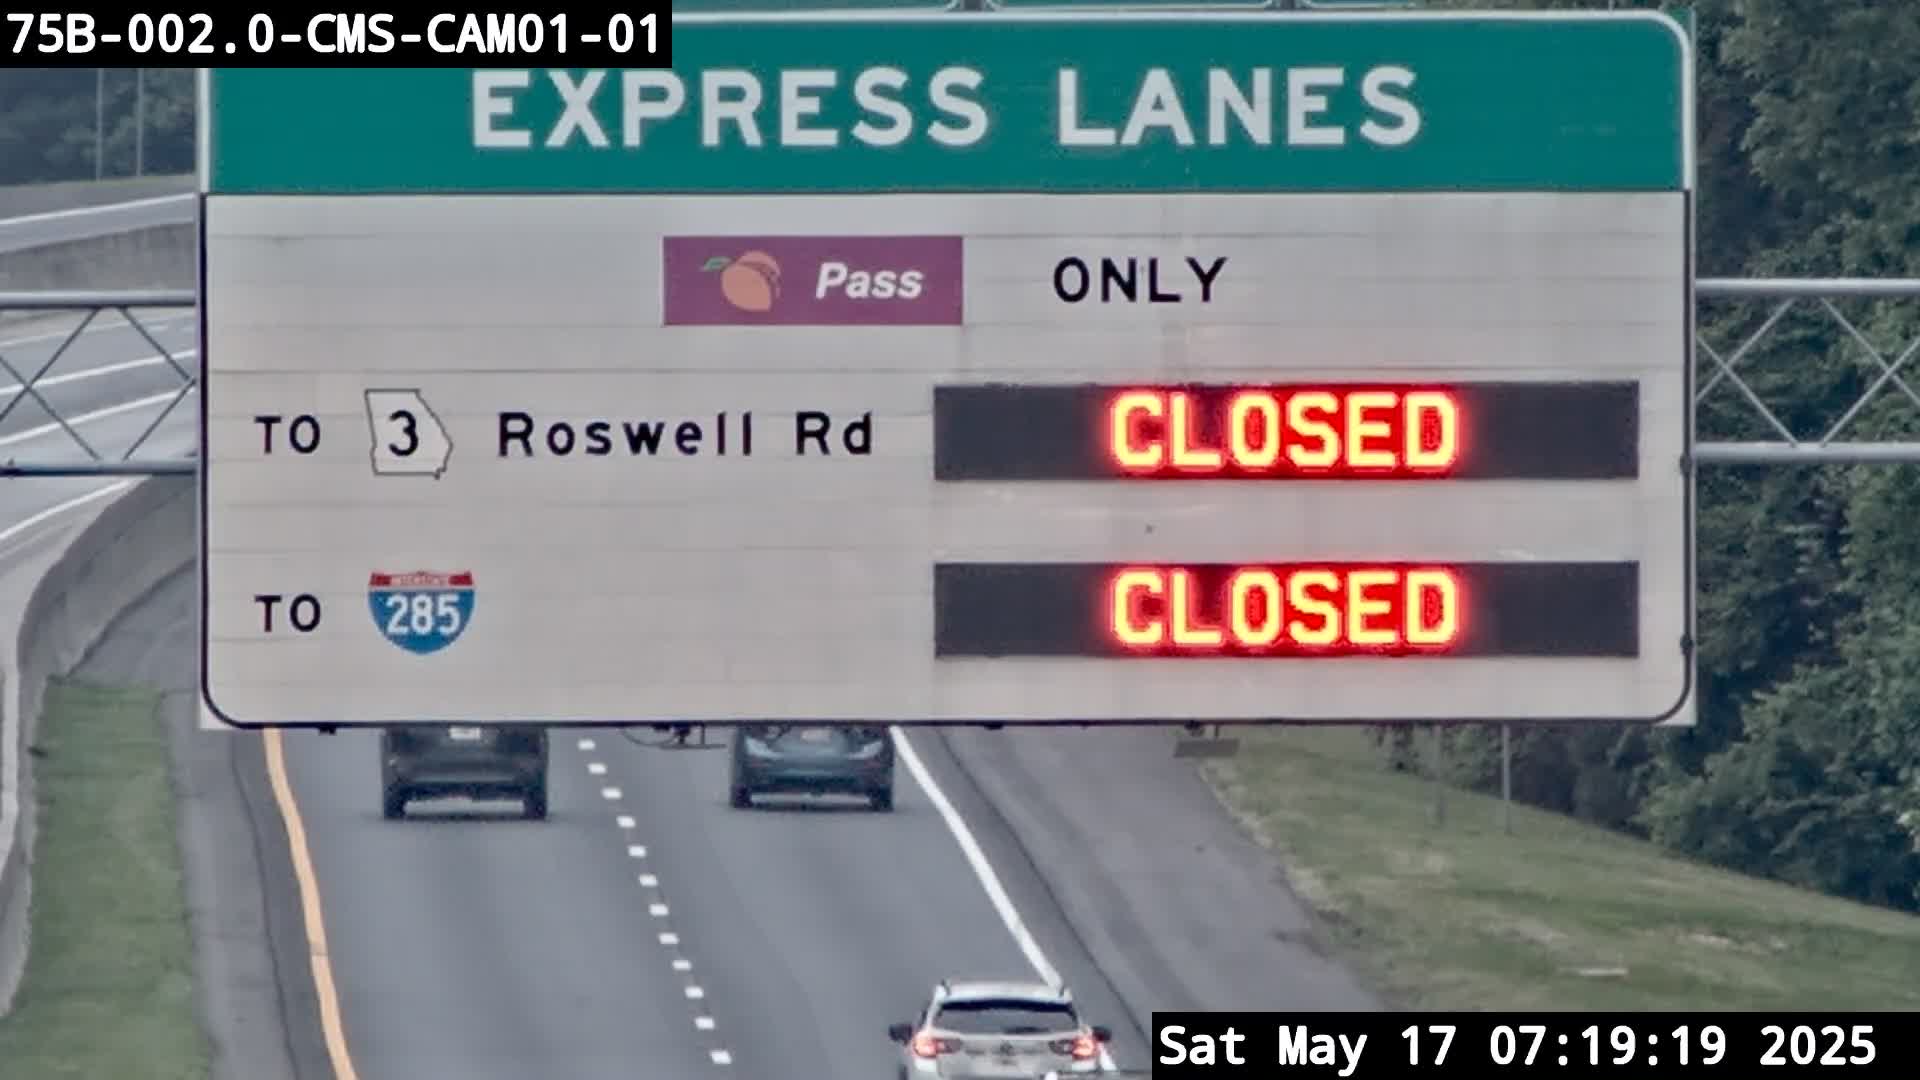 75B-002.0-CMS-CAM01-01
EXPRESS LANES
Pass ONLY
TO 3 Roswell Rd CLOSED
TO 285 CLOSED
Sat May 17 07:19:19 2025